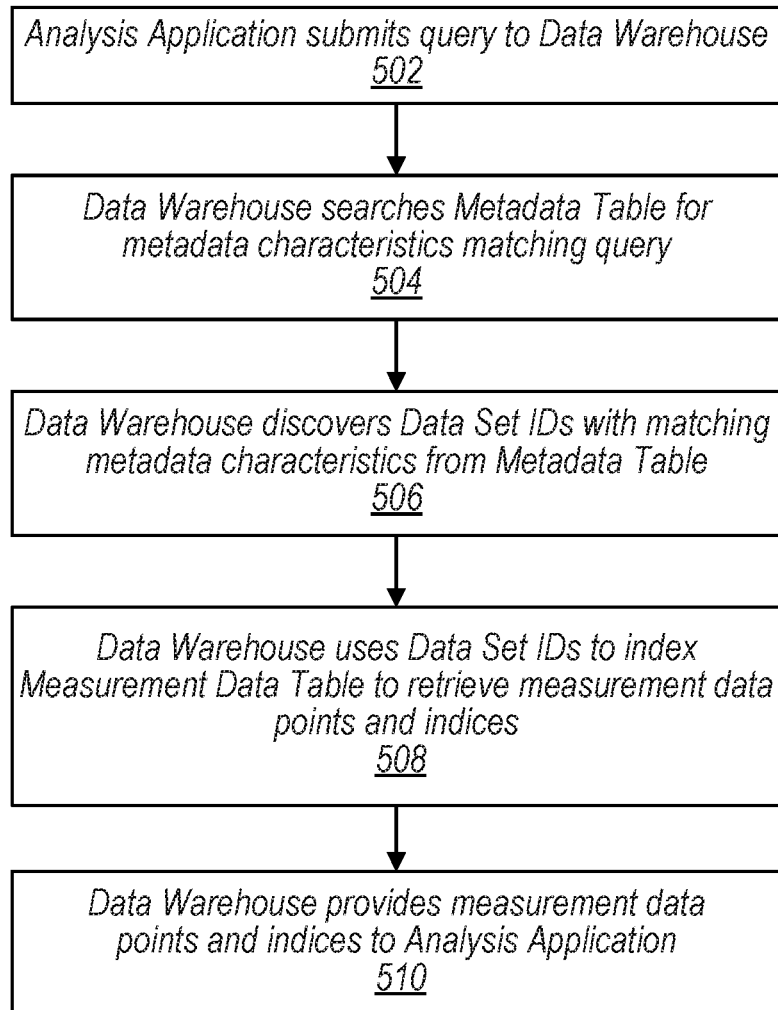 Analysis Application submits query to Data Warehouse
502
Data Warehouse searches Metadata Table for
metadata characteristics matching query
504
Data Warehouse discovers Data Set IDs with matching
metadata characteristics from Metadata Table
506
Data Warehouse uses Data Set IDs to index
Measurement Data Table to retrieve measurement data
points and indices
508
Data Warehouse provides measurement data
points and indices to Analysis Application
510